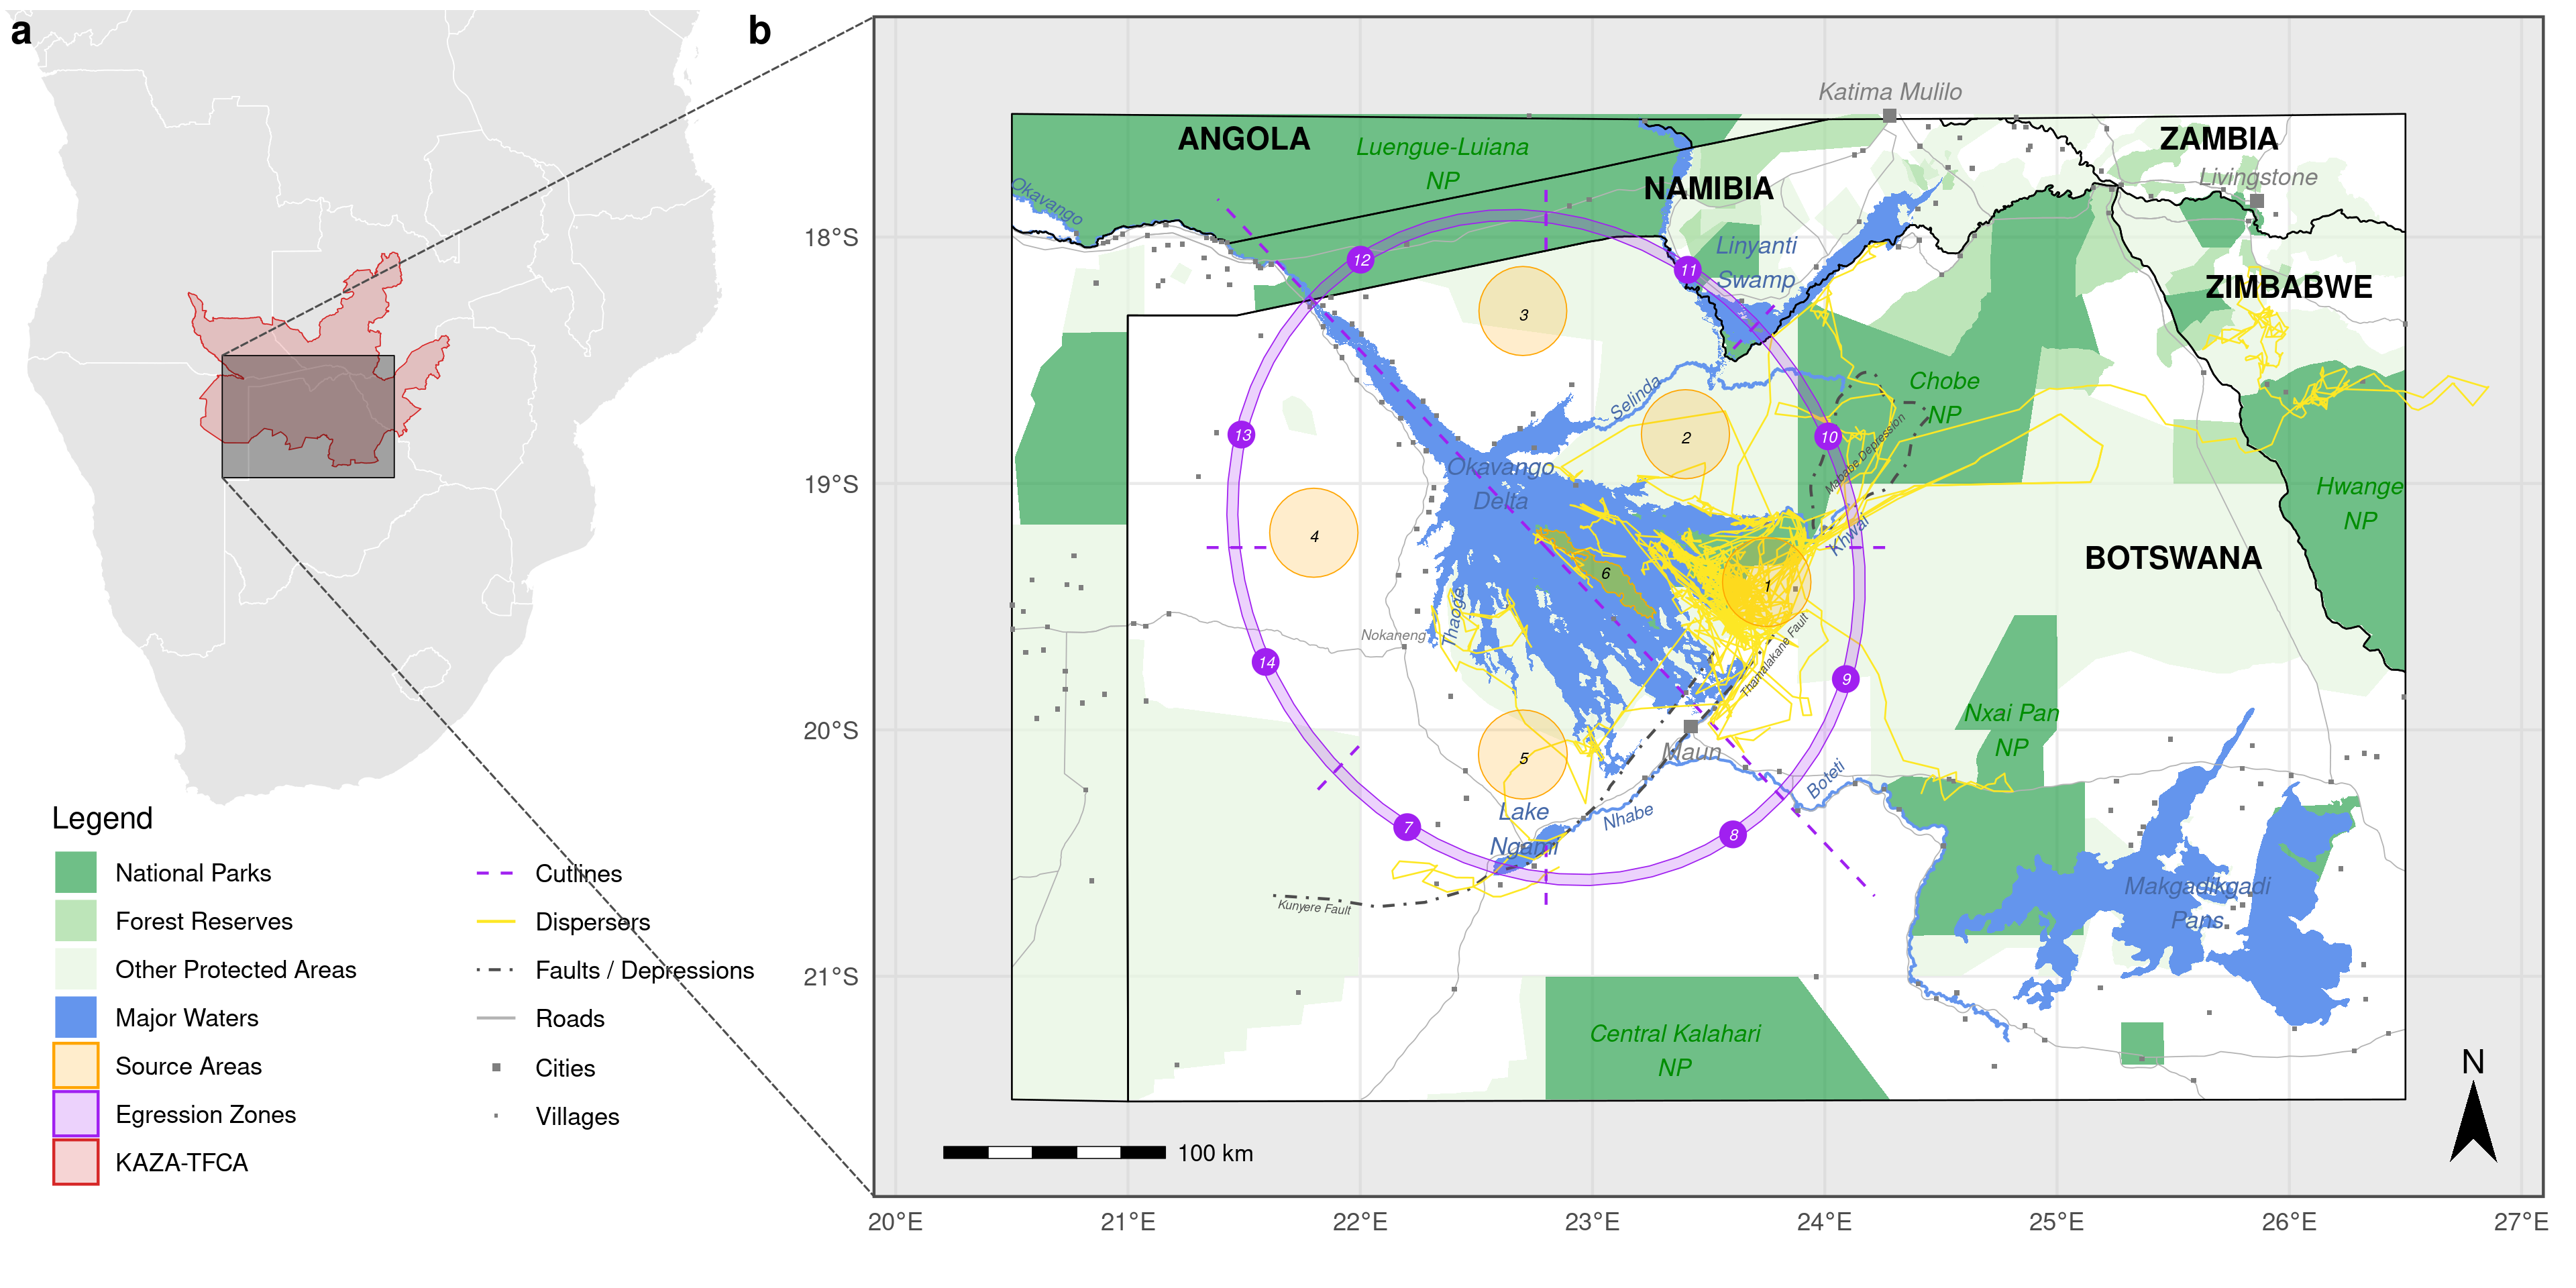 a
b
Legend
National Parks
Forest Reserves
Other Protected Areas
Major Waters
Source Areas
Egression Zones
KAZA-TFCA
Cutlines
Dispersers
Faults / Depressions
Roads
Cities
Villages
Katima Mulilo
ANGOLA
Luengue-Luiana
NP
ZAMBIA
Livingstone
NAMIBIA
Okavango
18°S
12
11
Linyanti
Swamp
ZIMBABWE
3
Selinda
Chobe
NP
13
2
10
Mababe Depression
Okavango
Delta
19°S
Hwange
NP
4
Khwai
BOTSWANA
6
1
Thaoge
Nokaneng
Thamalakane Fault
14
9
Nxai Pan
NP
20°S
Maun
5
Boteti
Lake
Ngami
Nhabe
7
8
Kunyere Fault
Makgadikgadi
Pans
21°S
Central Kalahari
NP
N
100 km
20°E
21°E
22°E
23°E
24°E
25°E
26°E
27°E